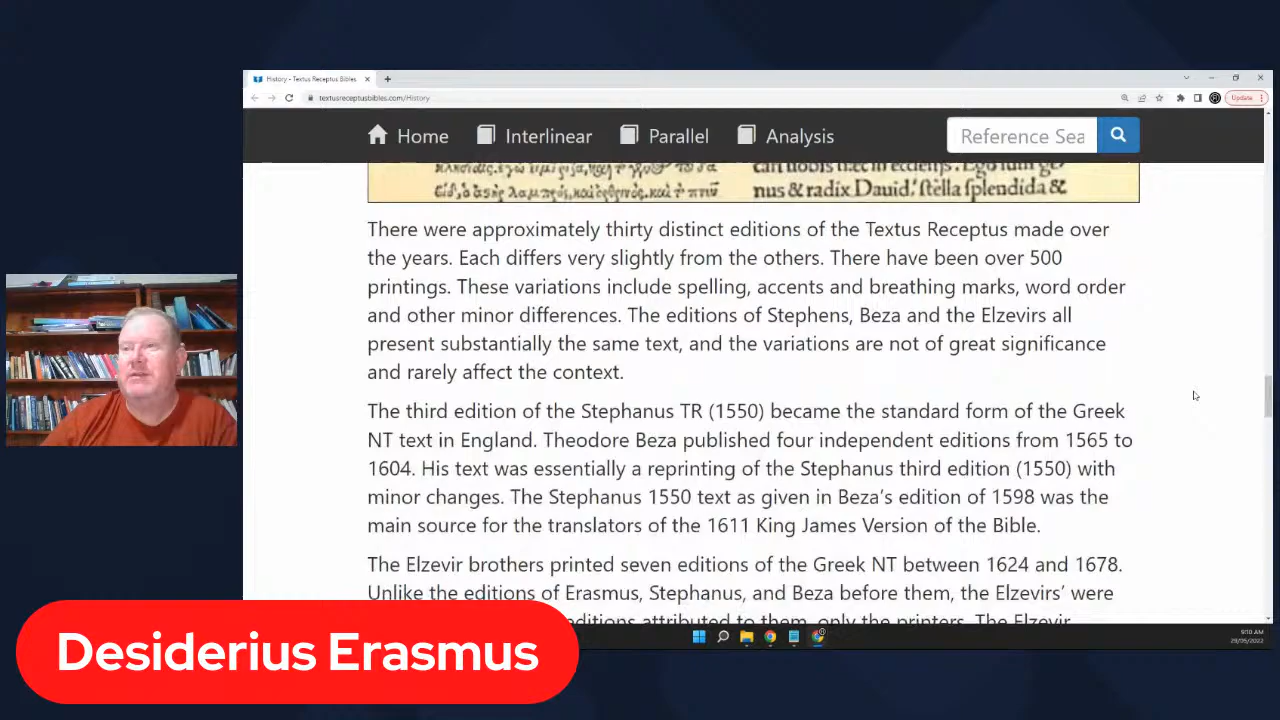 History - Textus Receptus Bibles
textusreceptusbibles.com/History
Update
Home
Interlinear
Parallel
Analysis
Reference Sea
nus & radix Dauid. stella splendida &
There were approximately thirty distinct editions of the Textus Receptus made over
the years. Each differs very slightly from the others. There have been over 500
printings. These variations include spelling, accents and breathing marks, word order
and other minor differences. The editions of Stephens, Beza and the Elzevirs all
present substantially the same text, and the variations are not of great significance
and rarely affect the context.
The third edition of the Stephanus TR (1550) became the standard form of the Greek
NT text in England. Theodore Beza published four independent editions from 1565 to
1604. His text was essentially a reprinting of the Stephanus third edition (1550) with
minor changes. The Stephanus 1550 text as given in Beza’s edition of 1598 was the
main source for the translators of the 1611 King James Version of the Bible.
The Elzevir brothers printed seven editions of the Greek NT between 1624 and 1678.
Unlike the editions of Erasmus, Stephanus, and Beza before them, the Elzevirs’ were
editions attributed to them, only the printers. The Elzevir
9:10 AM
29/05/2022
Desiderius Erasmus